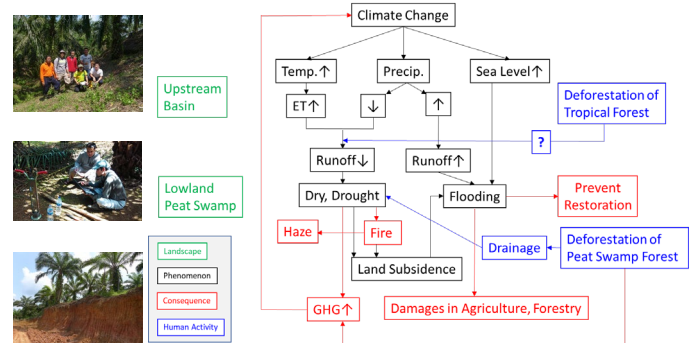 Climate Change
Temp.↑
Precip.
Sea Level↑
Upstream
Basin
ET↑
↓
↑
Deforestation of
Tropical Forest
?
Runoff↓
Runoff↑
Lowland
Peat Swamp
Dry, Drought
Flooding
Prevent
Restoration
Haze
Fire
Drainage
Deforestation of
Peat Swamp Forest
Landscape
Phenomenon
Land Subsidence
Consequence
GHG↑
Damages in Agriculture, Forestry
Human Activity